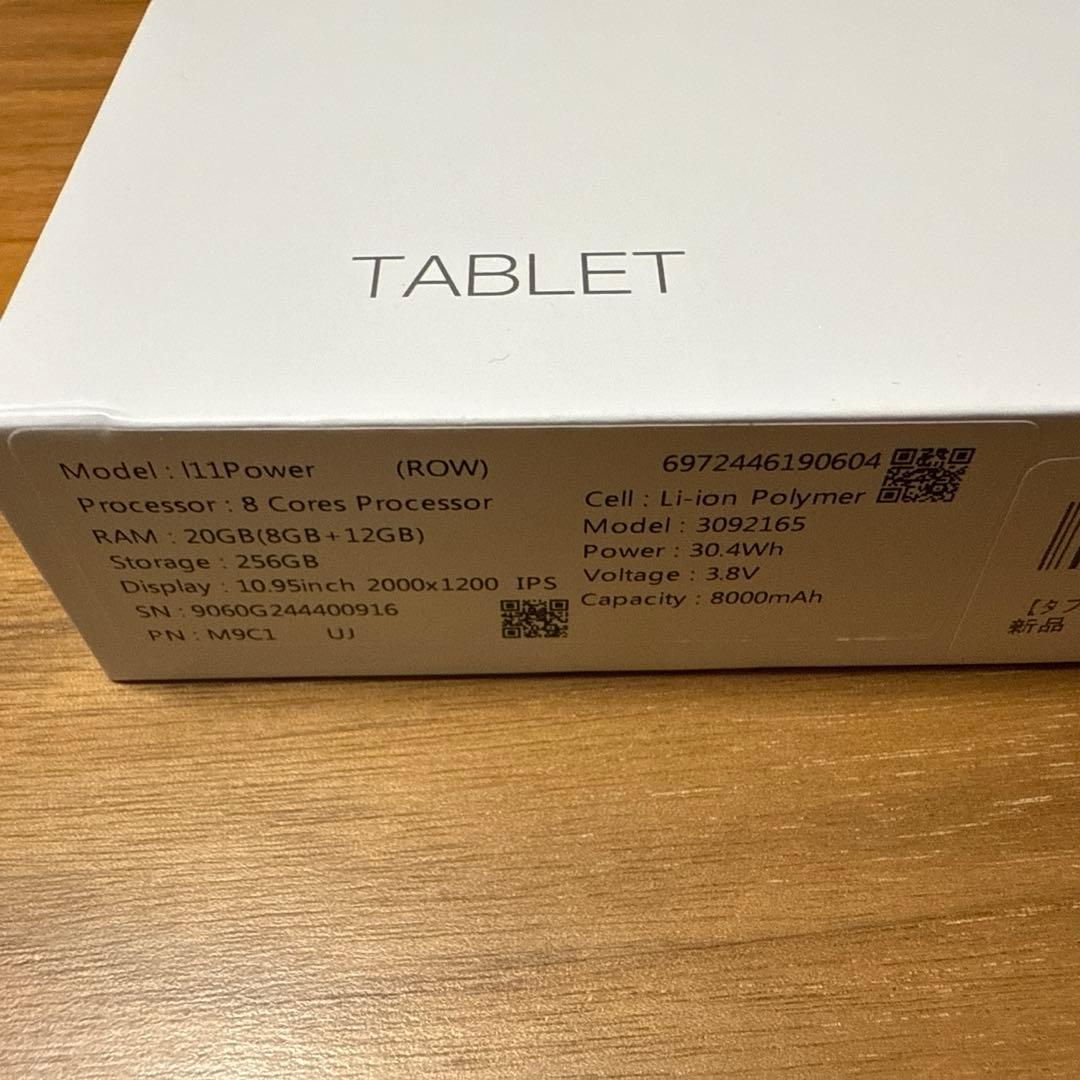 TABLET
Model : I11Power (ROW)
Processor : 8 Cores Processor
RAM : 20GB(8GB+12GB)
Storage : 256GB
Display : 10.95inch 2000x1200 IPS
SN : 9060G244400916
PN : M9C1 UJ
6972446190604
Cell : Li-ion Polymer
Model : 3092165
Power : 30.4Wh
Voltage : 3.8V
Capacity : 8000mAh
【タブ
新品